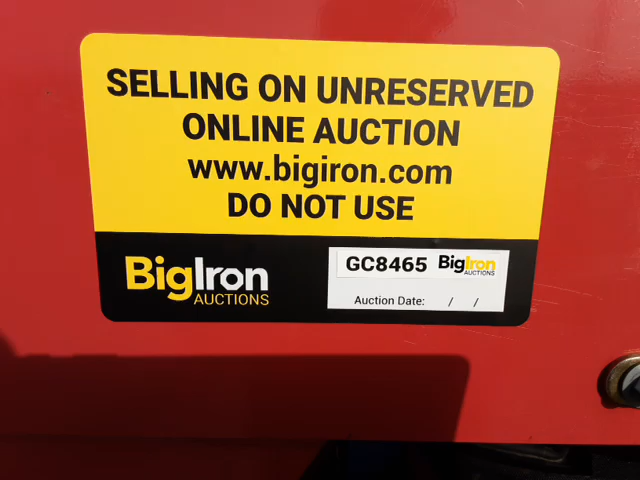 SELLING ON UNRESERVED
ONLINE AUCTION
www.bigiron.com
DO NOT USE
BigIron
AUCTIONS
GC8465 BigIron
AUCTIONS
Auction Date: / /